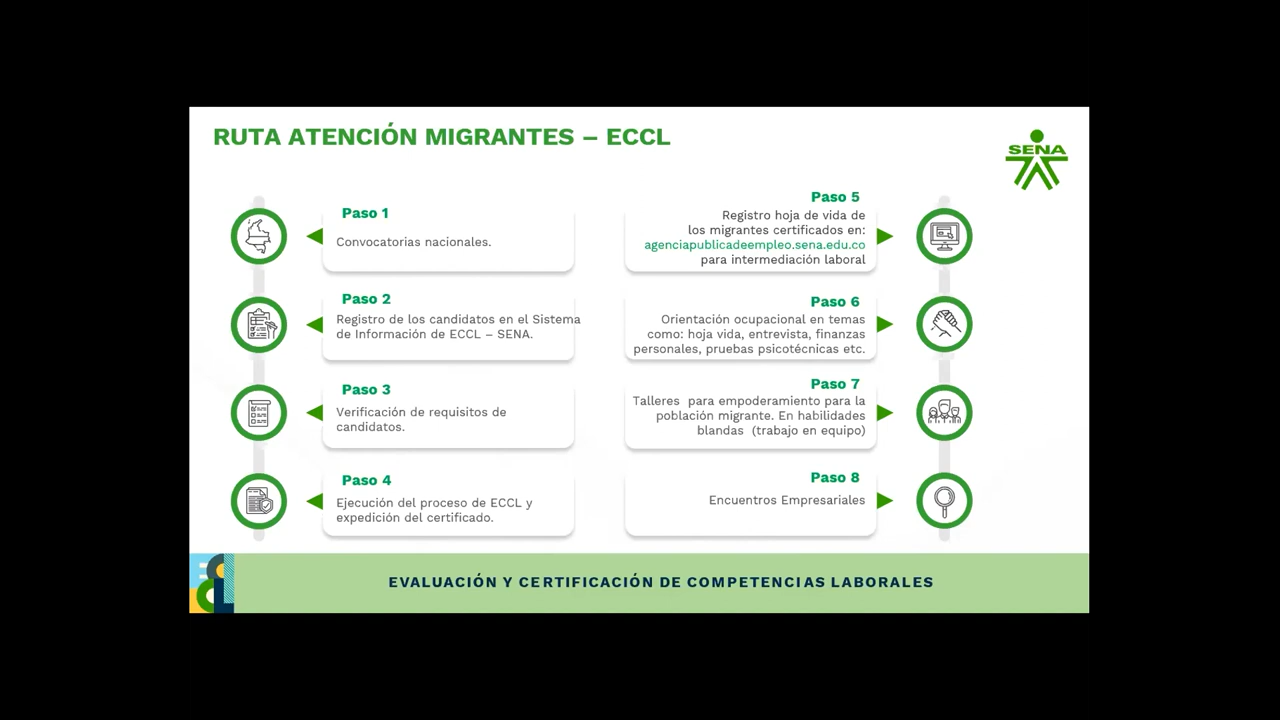 RUTA ATENCIÓN MIGRANTES – ECCL
SENA
Paso 1
Convocatorias nacionales.
Paso 2
Registro de los candidatos en el Sistema
de Información de ECCL – SENA.
Paso 3
Verificación de requisitos de
candidatos.
Paso 4
Ejecución del proceso de ECCL y
expedición del certificado.
Paso 5
Registro hoja de vida de
los migrantes certificados en:
agenciapublicadeempleo.sena.edu.co
para intermediación laboral
Paso 6
Orientación ocupacional en temas
como: hoja vida, entrevista, finanzas
personales, pruebas psicotécnicas etc.
Paso 7
Talleres para empoderamiento para la
población migrante. En habilidades
blandas (trabajo en equipo)
Paso 8
Encuentros Empresariales
EVALUACIÓN Y CERTIFICACIÓN DE COMPETENCIAS LABORALES